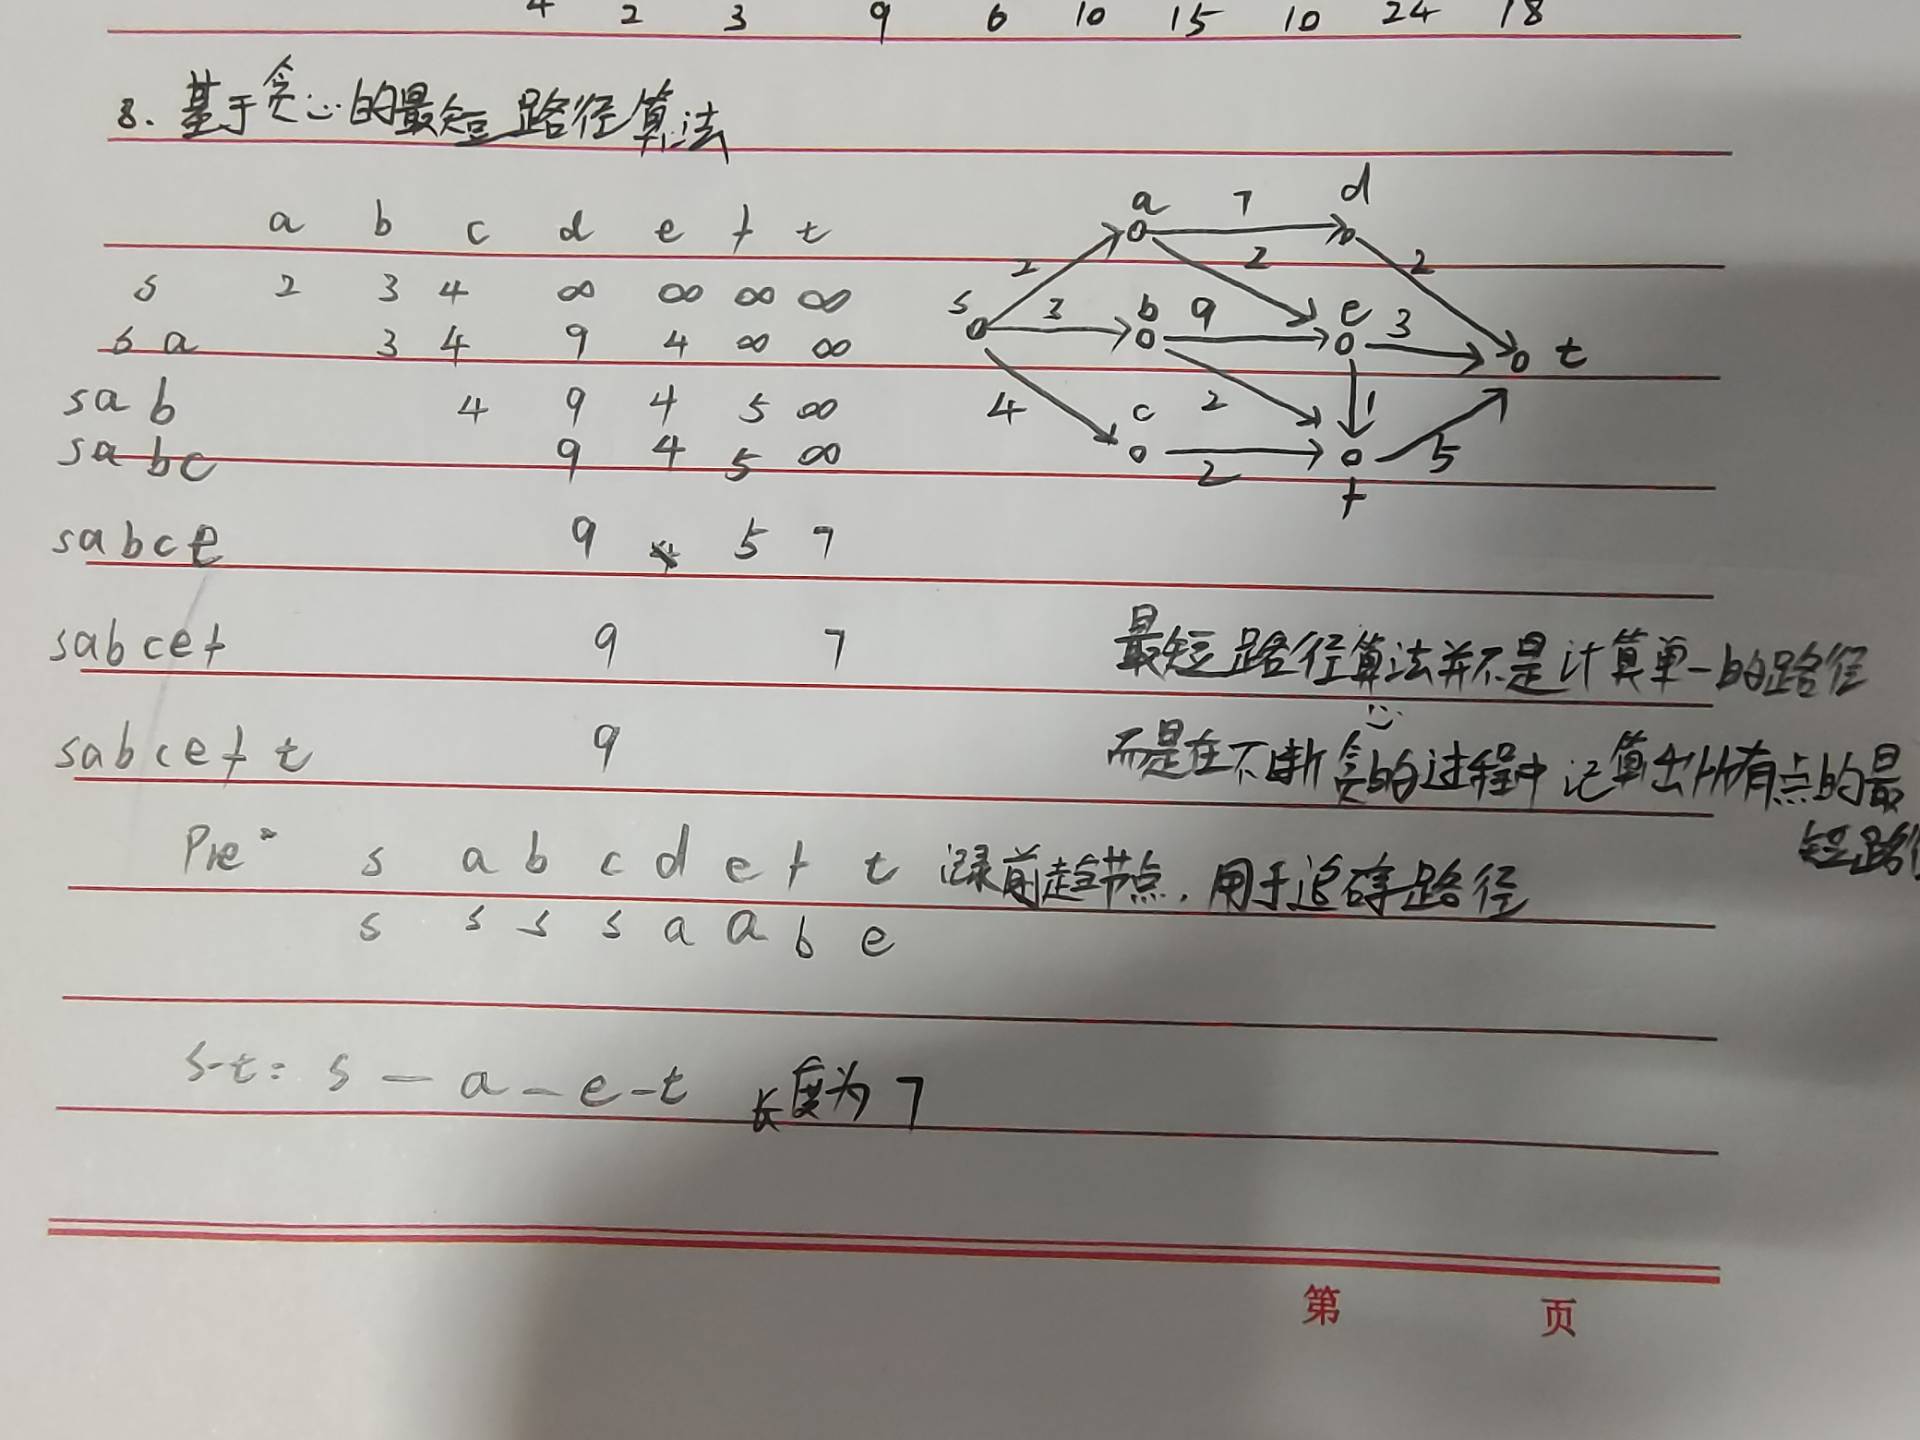 4 2 3 9 6 10 15 10 24 18
8. 基于贪心的最短路径算法
a b c d e f t
s 2 3 4 ∞ ∞ ∞ ∞
s a 3 4 9 4 ∞ ∞
s a b 4 9 4 5 ∞
s a b c 9 4 5 ∞
s a b c e 9 5 7
s a b c e f 9 7
s a b c e f t 9
a 7 d
2 2 2
s 3 b 9 e 3 t
4 c 2 1
2 5
f
最短路径算法并不是计算单一的路径
而是在不断贪心的过程中记算出所有点的最
短路径
Pre: s a b c d e f t 记录前趋节点,用于追踪路径
s s s s a a b e
s-t: s — a — e - t 长度为 7
第 页